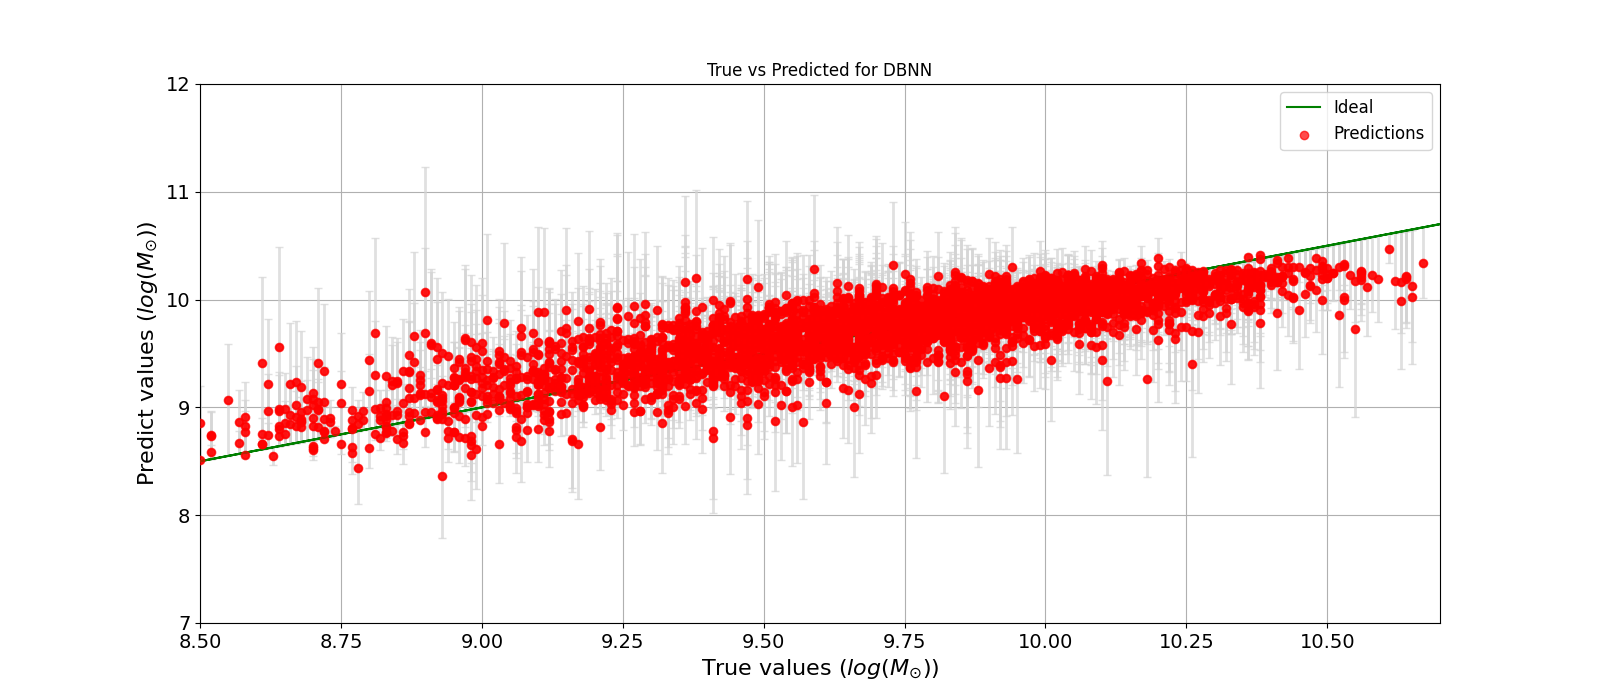 True vs Predicted for DBNN
12
11
10
9
8
7
Predict values (log(M⊙))
Ideal
Predictions
8.50 8.75 9.00 9.25 9.50 9.75 10.00 10.25 10.50
True values (log(M⊙))